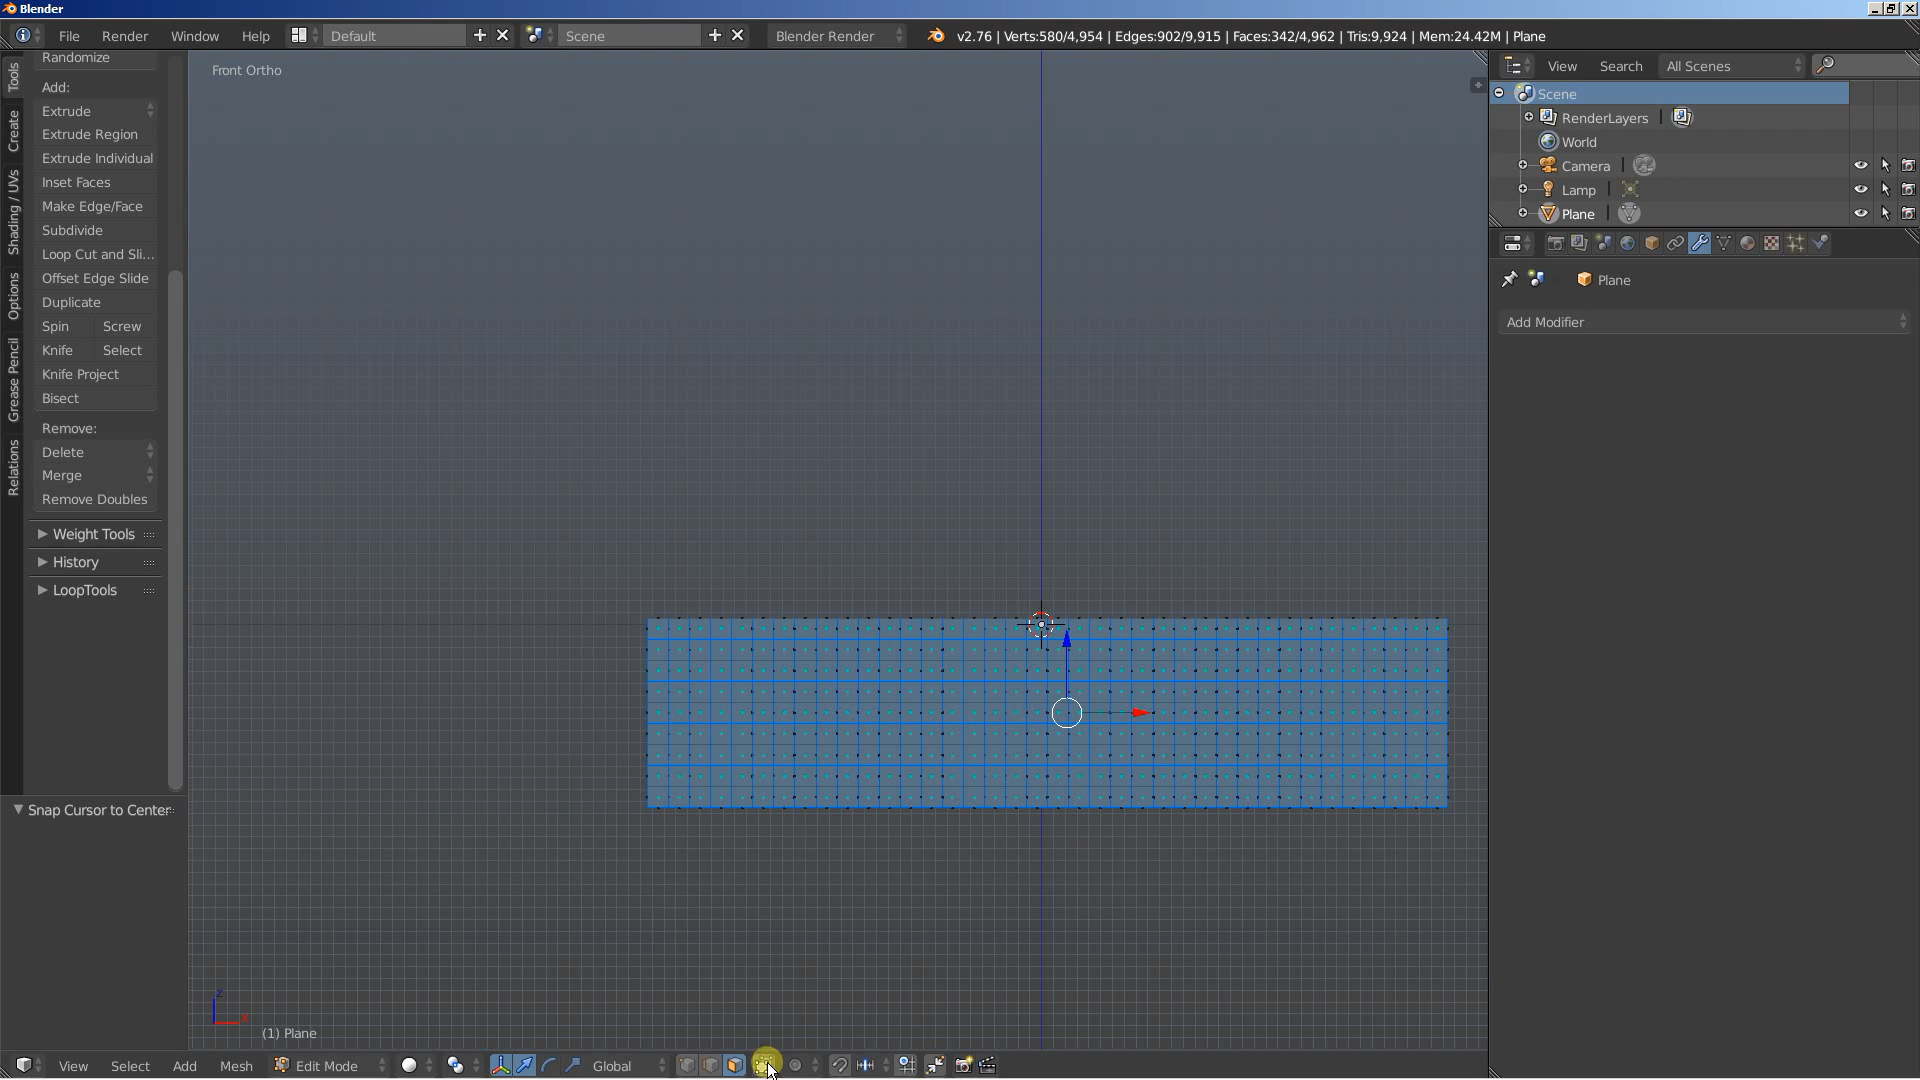 Blender
File Render Window Help Default Scene Blender Render v2.76 | Verts:580/4,954 | Edges:902/9,915 | Faces:342/4,962 | Tris:9,924 | Mem:24.42M | Plane
Tools
Create
Shading / UVs
Options
Grease Pencil
Relations
Randomize
Add:
Extrude
Extrude Region
Extrude Individual
Inset Faces
Make Edge/Face
Subdivide
Loop Cut and Sli...
Offset Edge Slide
Duplicate
Spin Screw
Knife Select
Knife Project
Bisect
Remove:
Delete
Merge
Remove Doubles
Weight Tools
History
LoopTools
Snap Cursor to Center
Front Ortho
z
x
(1) Plane
View Select Add Mesh Edit Mode Global
View Search All Scenes
Scene
RenderLayers
World
Camera
Lamp
Plane
Plane
Add Modifier